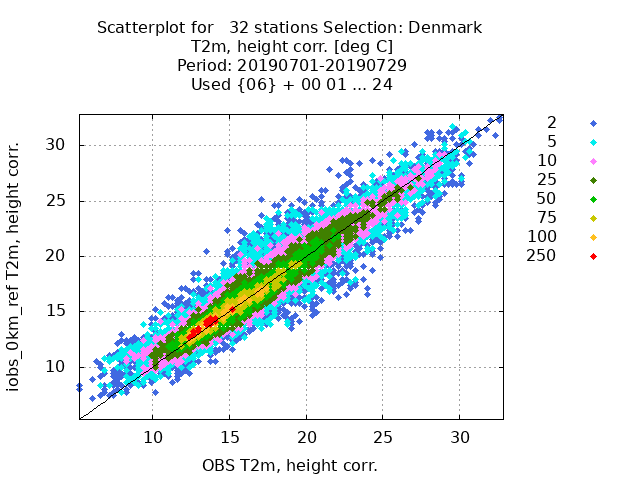 Scatterplot for   32 stations Selection: Denmark
T2m, height corr. [deg C]
Period: 20190701-20190729
Used {06} + 00 01 ... 24
2
5
10
25
50
75
100
250
30
25
20
15
10
iobs_0km_ref T2m, height corr.
10 15 20 25 30
OBS T2m, height corr.